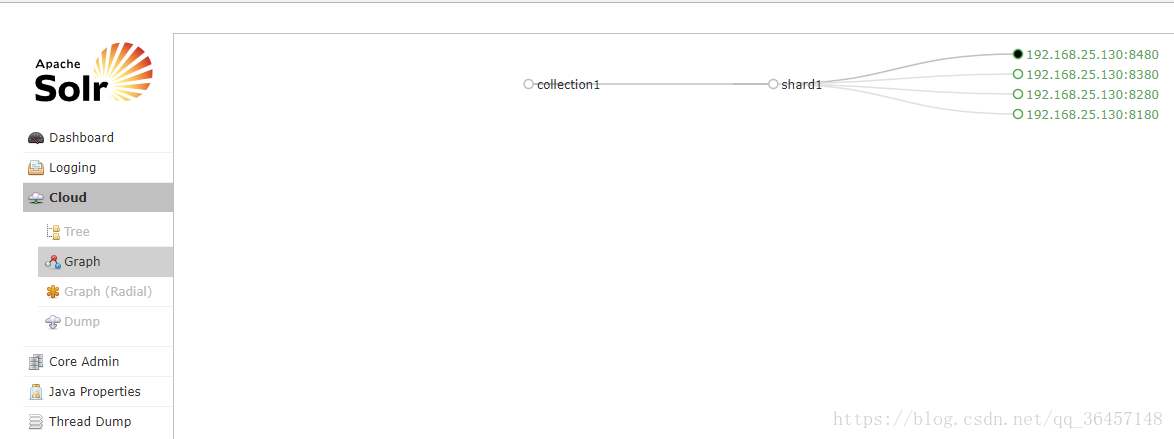 Apache
Solr
Dashboard
Logging
Cloud
Tree
Graph
Graph (Radial)
Dump
Core Admin
Java Properties
Thread Dump
collection1
shard1
192.168.25.130:8480
192.168.25.130:8380
192.168.25.130:8280
192.168.25.130:8180
https://blog.csdn.net/qq_36457148